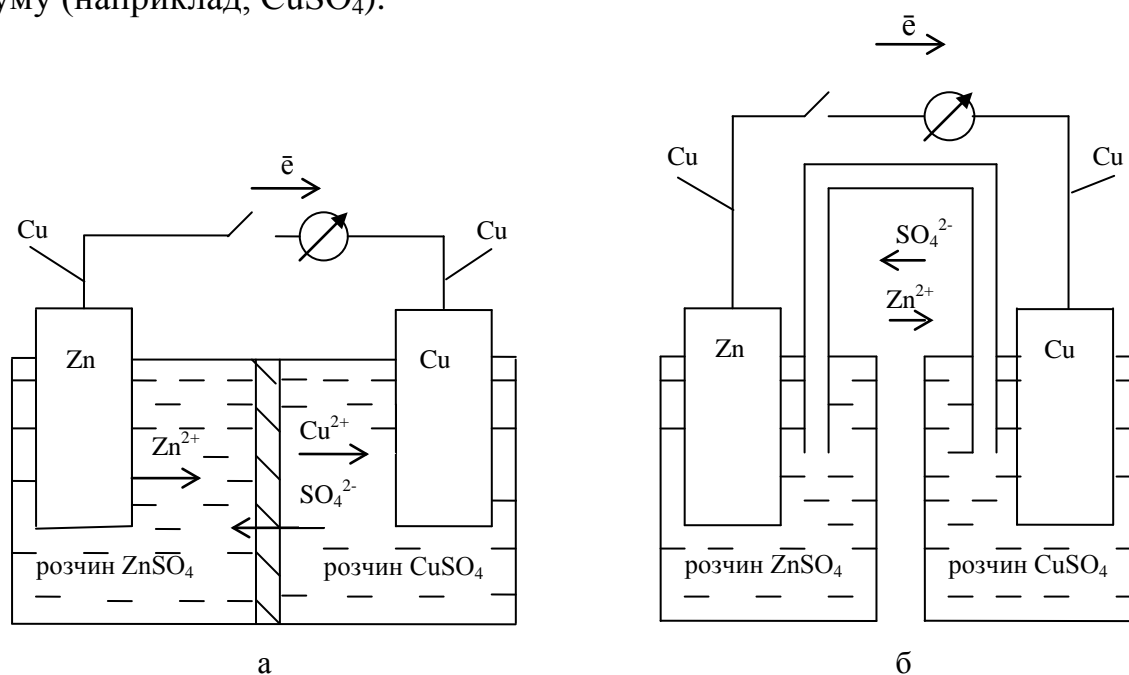 уму (наприклад, CuSO₄).
ē
Cu
Cu
Zn
Cu
Zn²⁺
Cu²⁺
SO₄²⁻
розчин ZnSO₄
розчин CuSO₄
а
ē
Cu
Cu
SO₄²⁻
Zn²⁺
Zn
Cu
розчин ZnSO₄
розчин CuSO₄
б